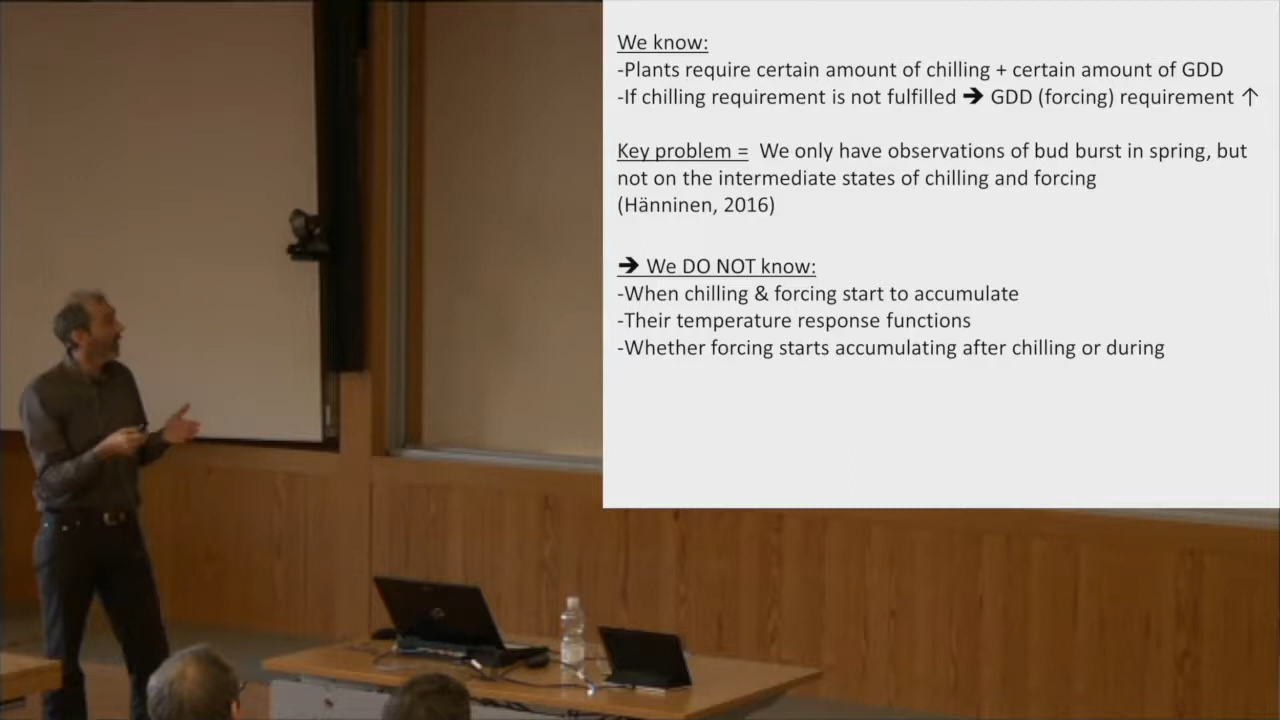 We know:
-Plants require certain amount of chilling + certain amount of GDD
-If chilling requirement is not fulfilled ➔ GDD (forcing) requirement ↑
Key problem = We only have observations of bud burst in spring, but
not on the intermediate states of chilling and forcing
(Hänninen, 2016)
➔ We DO NOT know:
-When chilling & forcing start to accumulate
-Their temperature response functions
-Whether forcing starts accumulating after chilling or during